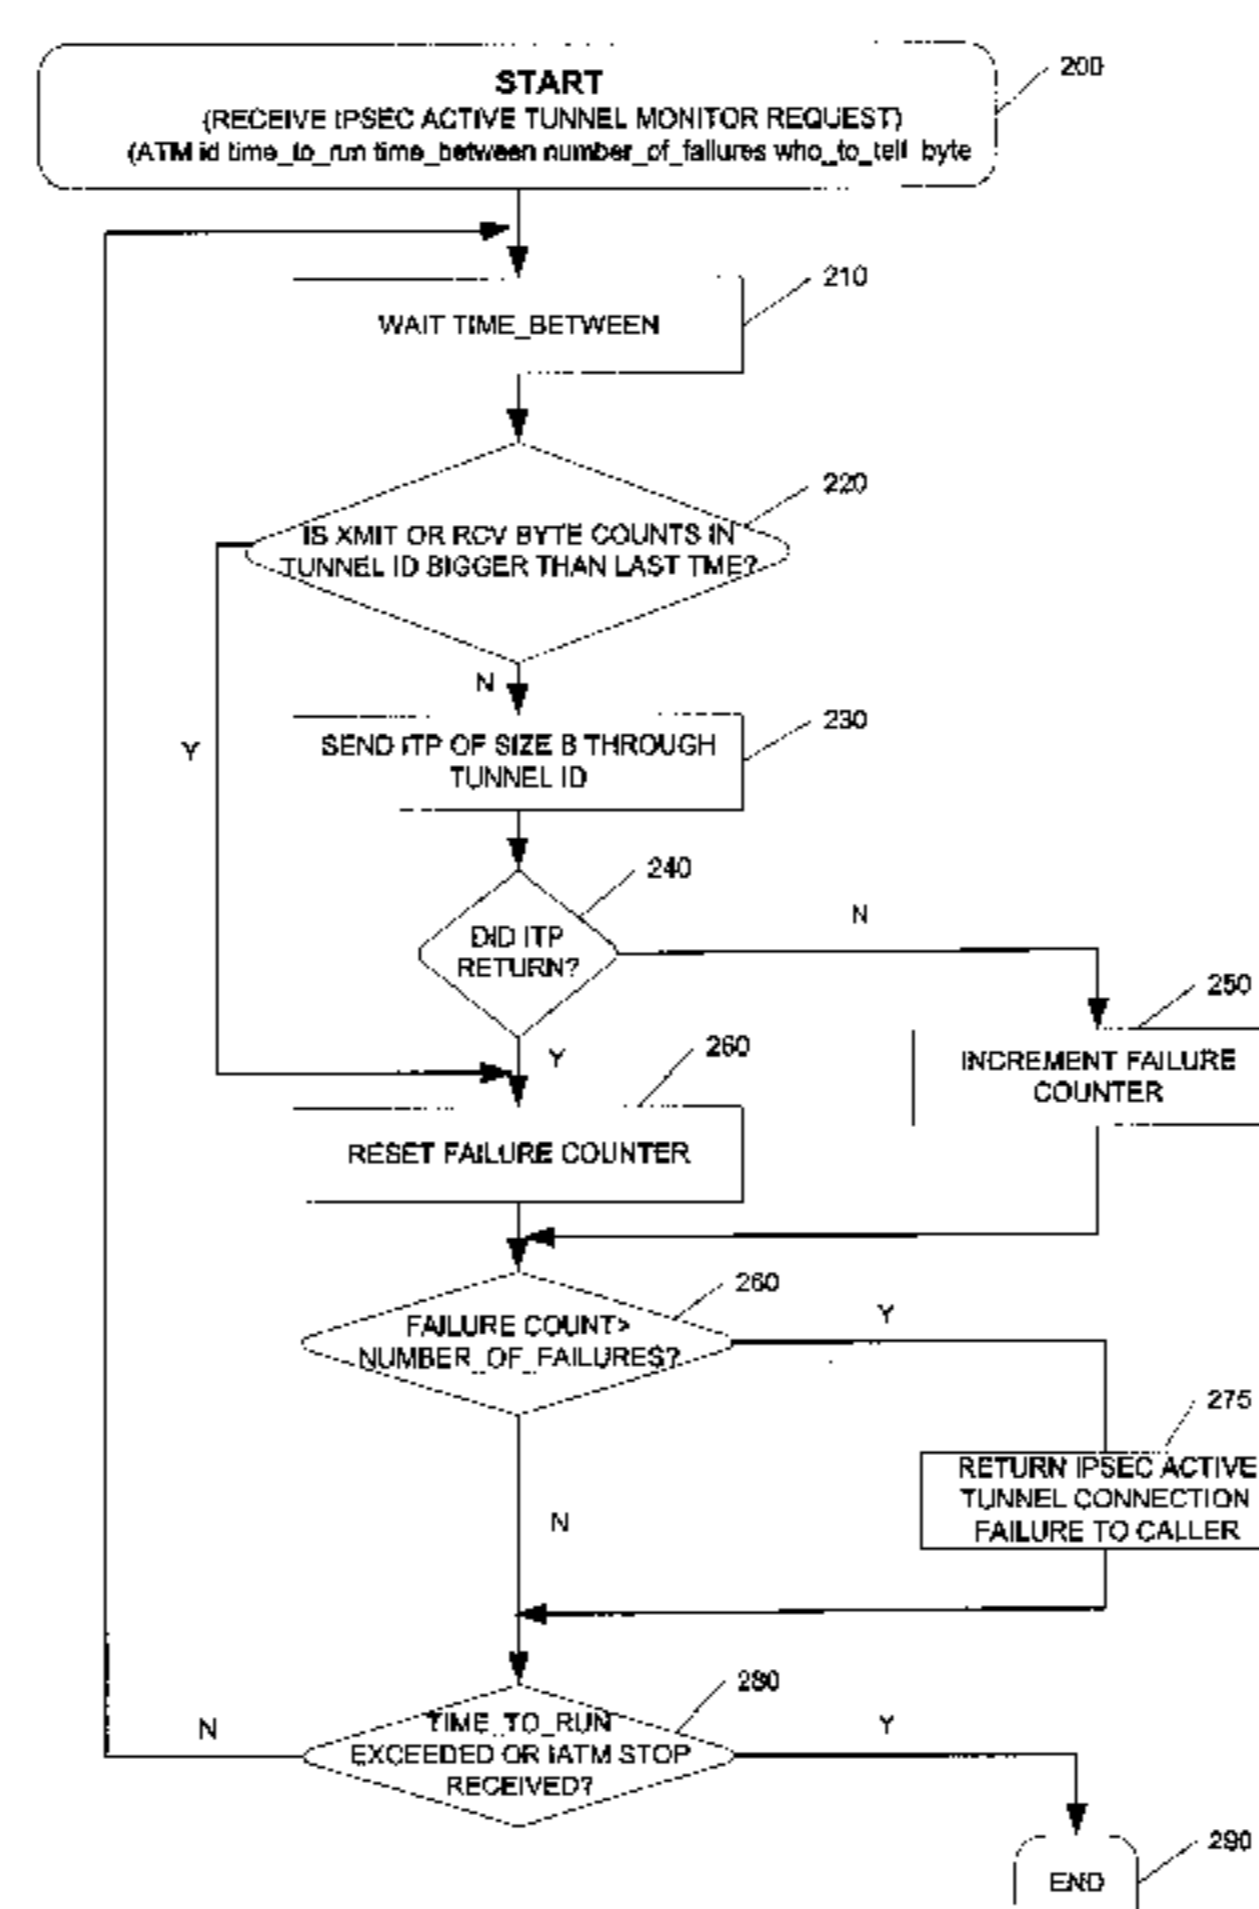 START
200
(RECEIVE IPSEC ACTIVE TUNNEL MONITOR REQUEST)
(ATM id time_to_run time_between number_of_failures who_to_tell byte
210
WAIT TIME_BETWEEN
220
IS XMIT OR RCV BYTE COUNTS IN
TUNNEL ID BIGGER THAN LAST TME?
N
Y
230
SEND ITP OF SIZE B THROUGH
TUNNEL ID
240
DID ITP
RETURN?
N
Y
250
INCREMENT FAILURE
COUNTER
260
RESET FAILURE COUNTER
260
FAILURE COUNT>
NUMBER_OF_FAILURES?
Y
N
275
RETURN IPSEC ACTIVE
TUNNEL CONNECTION
FAILURE TO CALLER
280
TIME_TO_RUN
EXCEEDED OR IATM STOP
RECEIVED?
N
Y
290
END